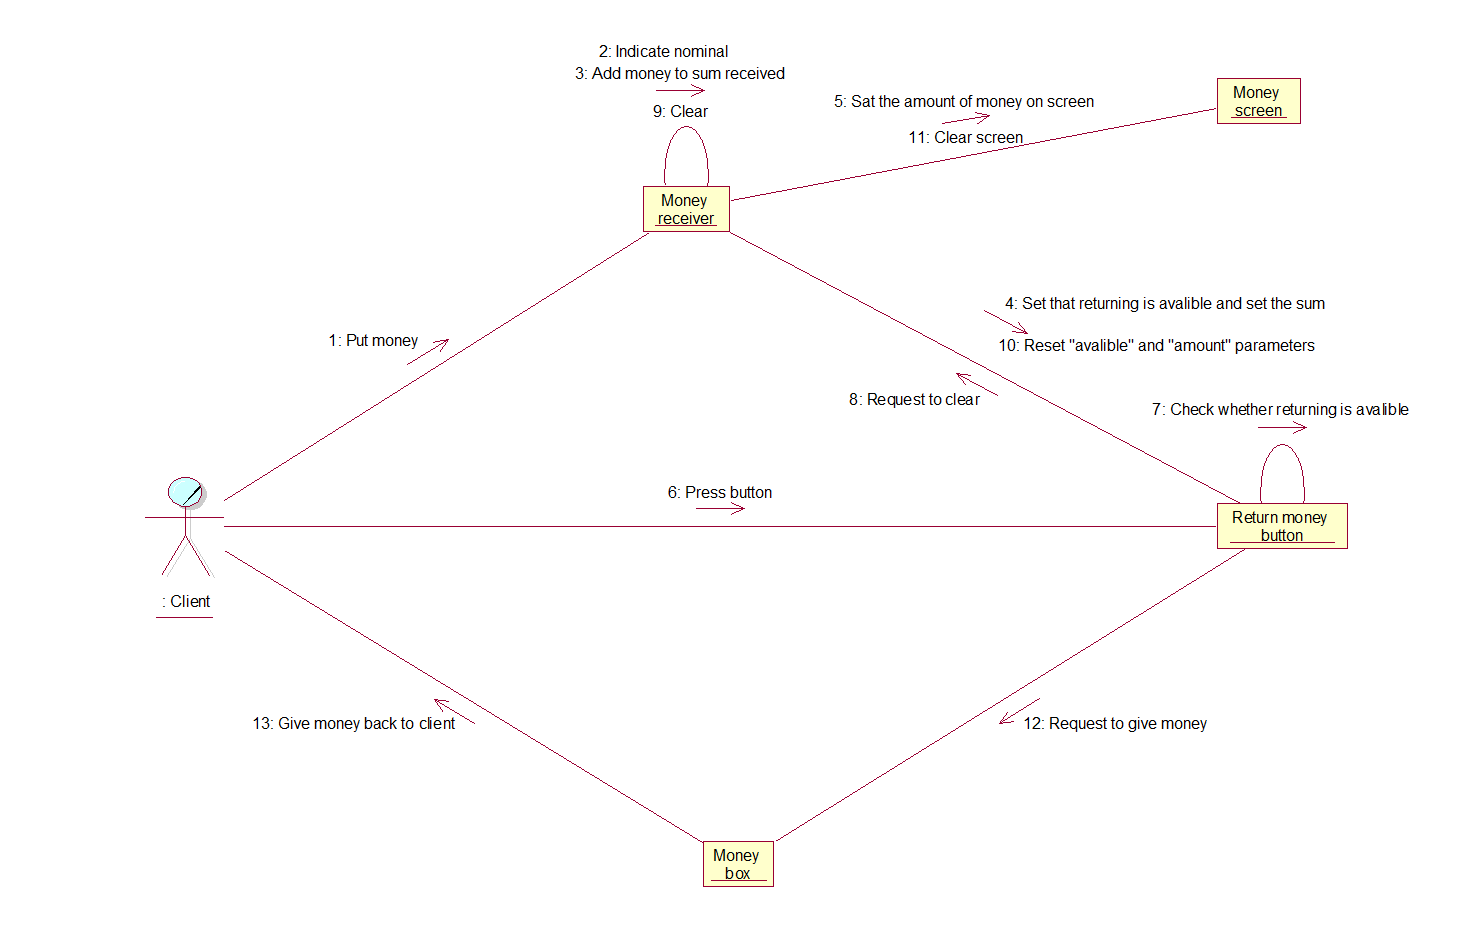 2: Indicate nominal
3: Add money to sum received
9: Clear
5: Sat the amount of money on screen
11: Clear screen
Money
screen
Money
receiver
4: Set that returning is avalible and set the sum
10: Reset "avalible" and "amount" parameters
1: Put money
8: Request to clear
7: Check whether returning is avalible
6: Press button
Return money
button
: Client
13: Give money back to client
12: Request to give money
Money
box